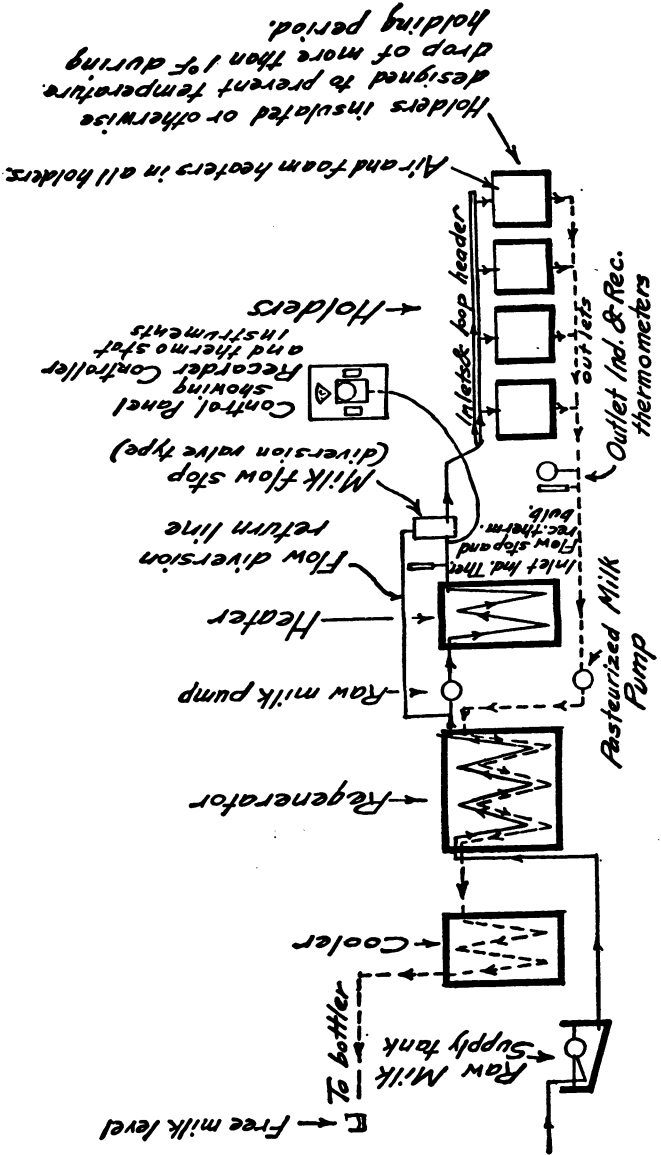 Holders insulated or otherwise
designed to prevent temperature
drop of more than 1°F during
holding period.
Air and foam heaters in all holders.
Inlets & loop header
Holders
outlets
Outlet Ind. & Rec.
thermometers
Control Panel
showing
Recorder Controller
and thermostat
instruments
Milk flow stop
(diversion valve type)
Inlet Ind. Ther.
Flow stop and
rec. therm.
bulb.
Flow diversion
return line
Heater
Raw milk pump
Pasteurized Milk
Pump
Regenerator
Cooler
To bottler
Raw Milk
Supply tank
Free milk level